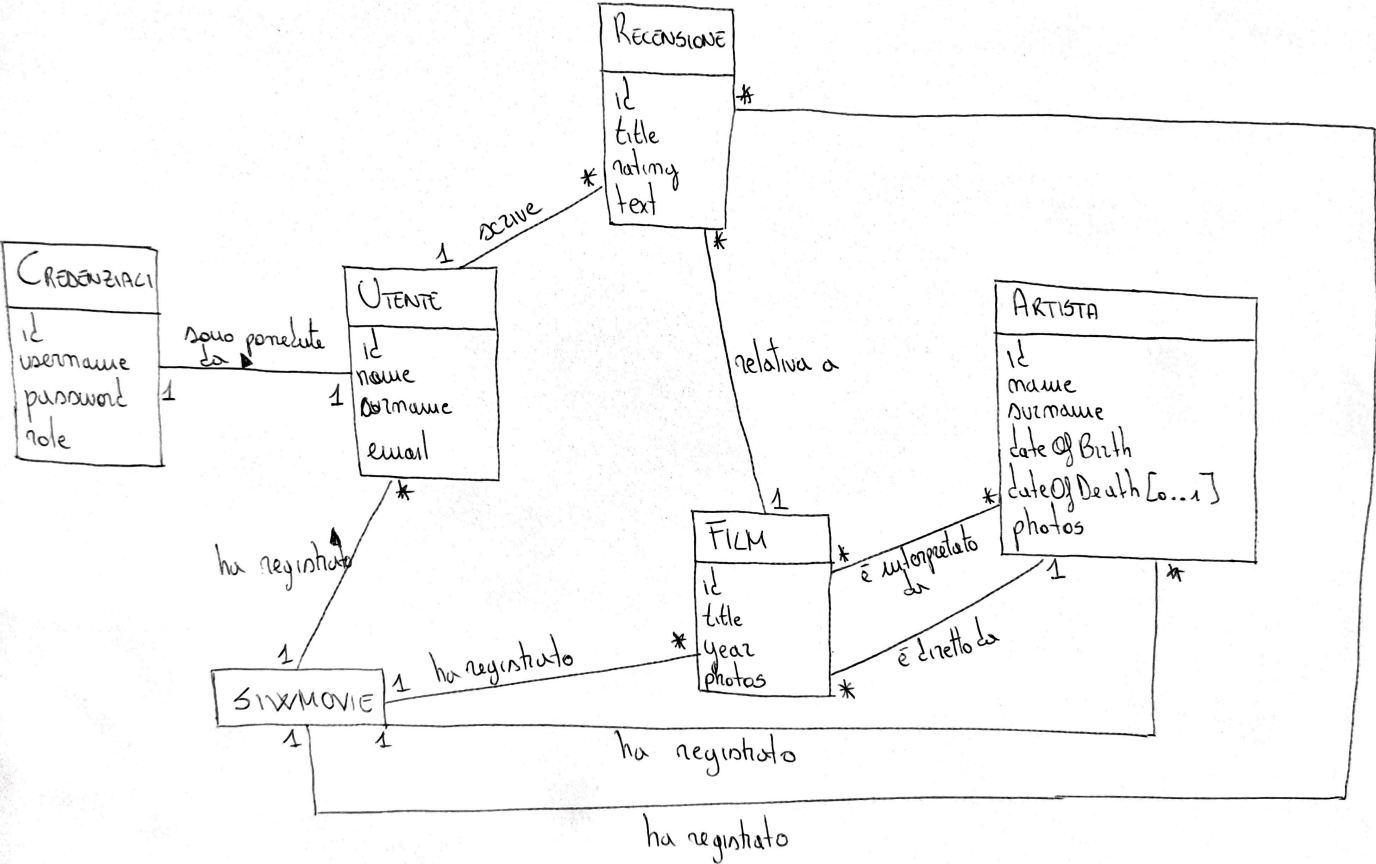 RECENSIONE
id
title
rating
text
*
*
*
scrive
1
CREDENZIALI
id
username
password
role
sono possedute
da
1
1
UTENTE
id
name
surname
email
*
relativa a
1
ARTISTA
id
name
surname
dateOfBirth
dateOfDeath [0...1]
photos
*
1
*
FILM
id
title
year
photos
*
è interpretato
da
è diretto da
*
*
ha registrato
1
SIWMOVIE
1
ha registrato
1
1
ha registrato
ha registrato